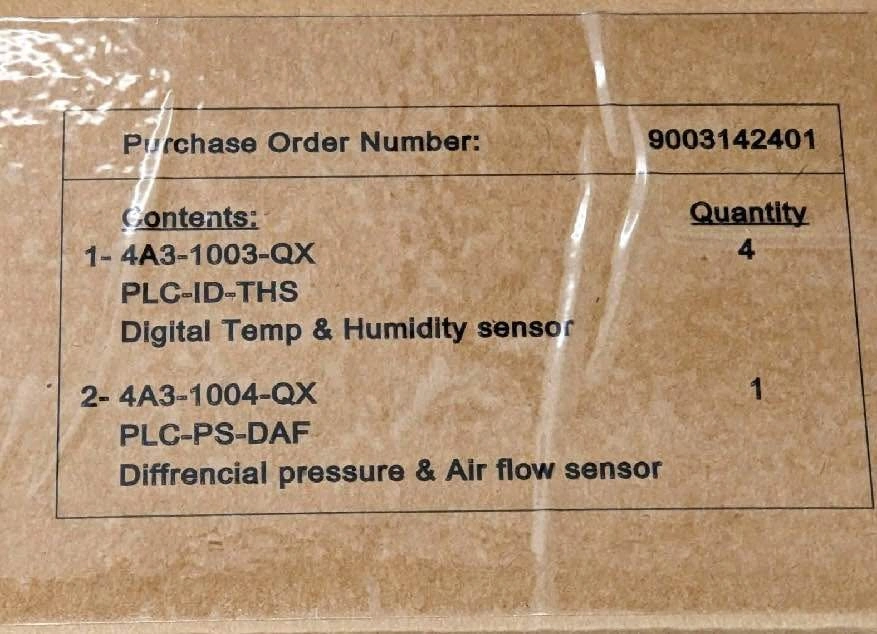 Purchase Order Number: 9003142401
Contents: Quantity
1- 4A3-1003-QX 4
PLC-ID-THS
Digital Temp & Humidity sensor
2- 4A3-1004-QX 1
PLC-PS-DAF
Diffrencial pressure & Air flow sensor